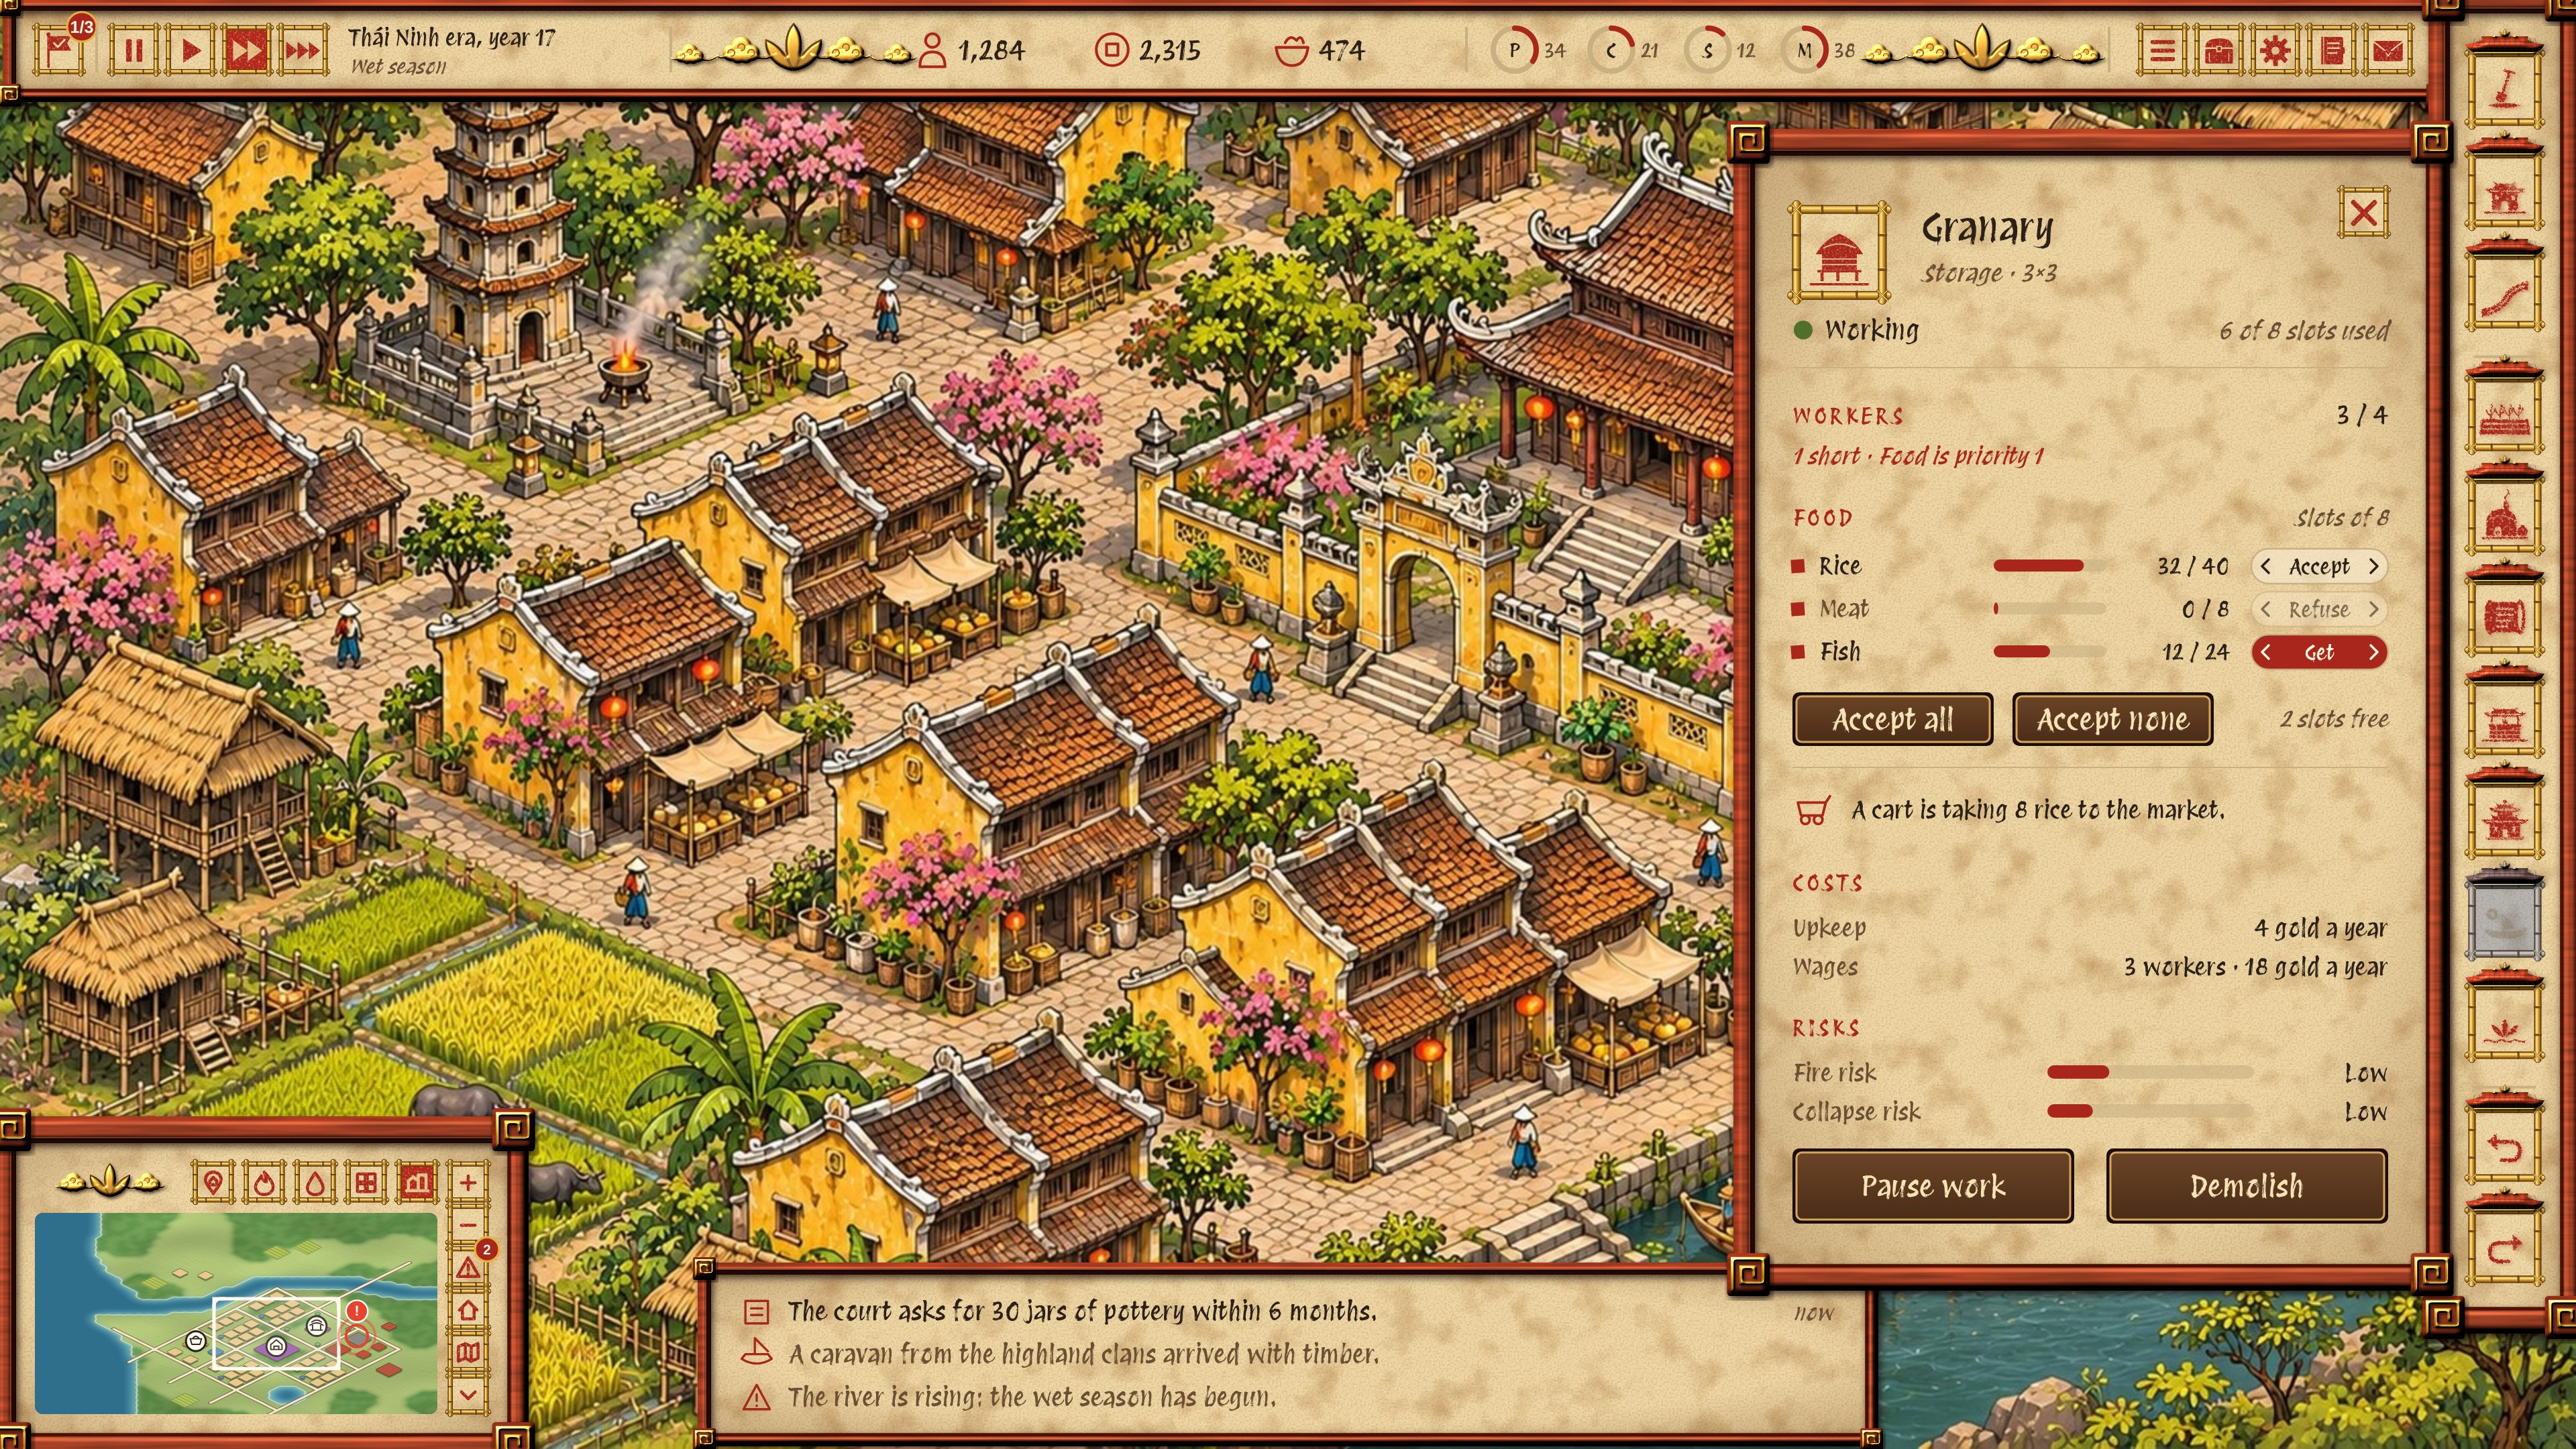 1/3
Thái Ninh era, year 17
Wet season
1,284
2,315
474
P 34
C 21
S 12
M 38
Granary
Storage · 3×3
Working
6 of 8 slots used
WORKERS
3 / 4
1 short · Food is priority 1
FOOD
Slots of 8
Rice
32 / 40
< Accept >
Meat
0 / 8
< Refuse >
Fish
12 / 24
< Get >
Accept all
Accept none
2 slots free
A cart is taking 8 rice to the market.
COSTS
Upkeep
4 gold a year
Wages
3 workers · 18 gold a year
RISKS
Fire risk
Low
Collapse risk
Low
Pause work
Demolish
2
!
The court asks for 30 jars of pottery within 6 months.
now
A caravan from the highland clans arrived with timber.
The river is rising: the wet season has begun.